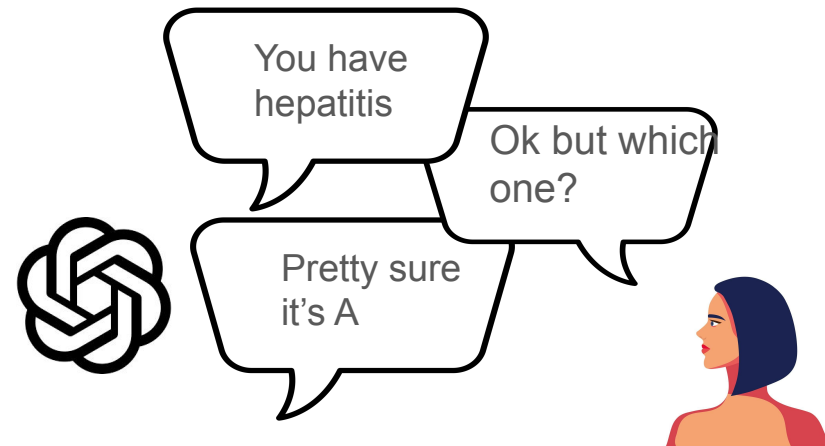 You have
hepatitis
Ok but which
one?
Pretty sure
it’s A